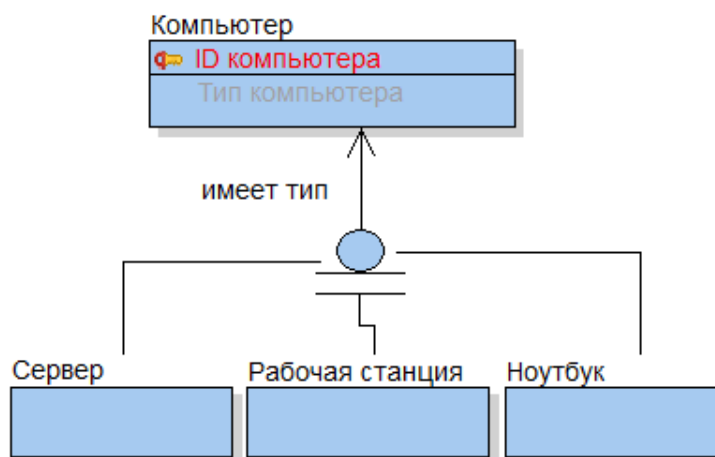 Компьютер
ID компьютера
Тип компьютера
имеет тип
Сервер
Рабочая станция
Ноутбук